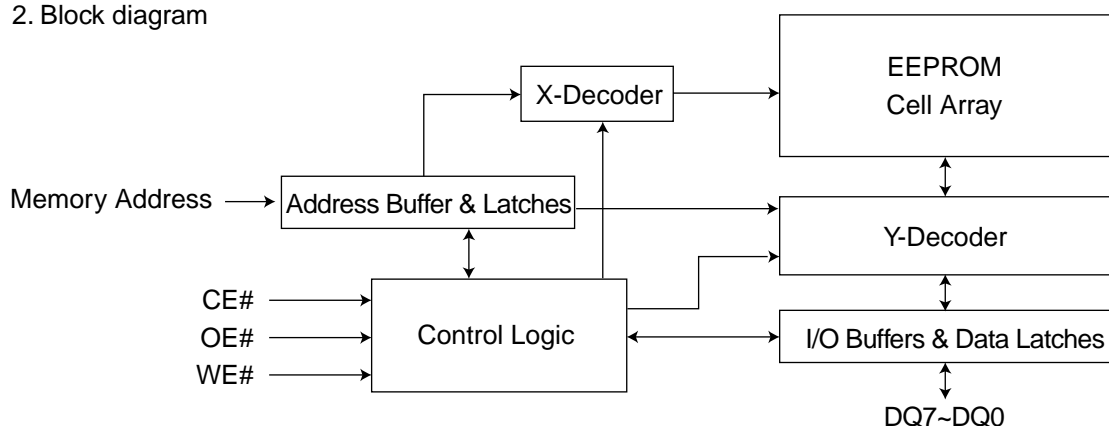 2. Block diagram
EEPROM
Cell Array
X-Decoder
Memory Address
Address Buffer & Latches
Y-Decoder
CE#
OE#
WE#
Control Logic
I/O Buffers & Data Latches
DQ7~DQ0